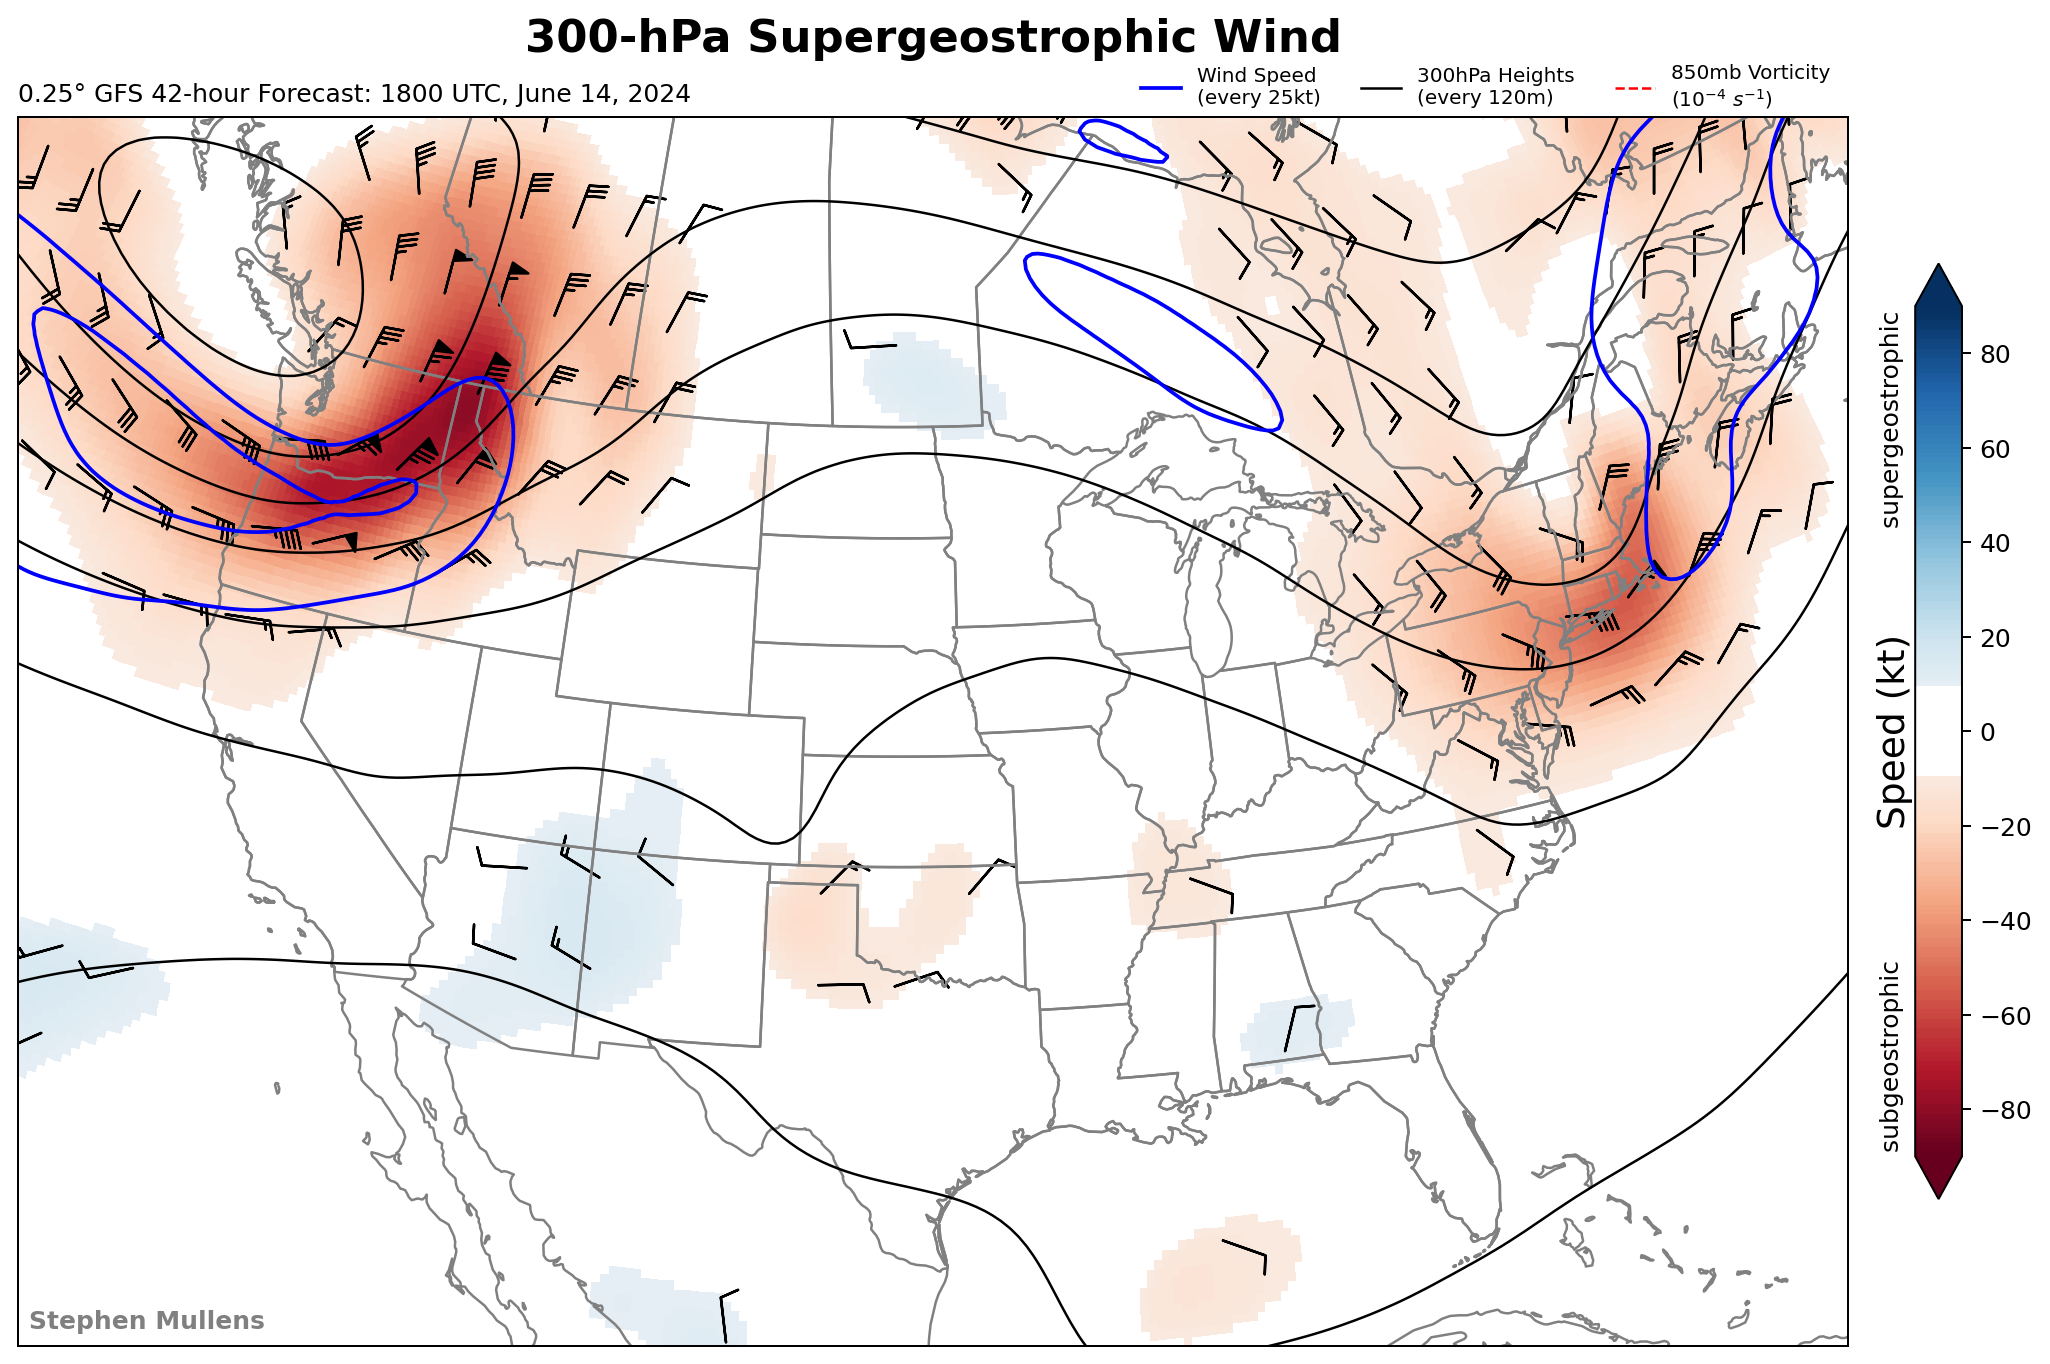 300-hPa Supergeostrophic Wind
0.25° GFS 42-hour Forecast: 1800 UTC, June 14, 2024
Wind Speed
(every 25kt)
300hPa Heights
(every 120m)
850mb Vorticity
(10⁻⁴ s⁻¹)
supergeostrophic
Speed (kt)
subgeostrophic
80
60
40
20
0
−20
−40
−60
−80
Stephen Mullens